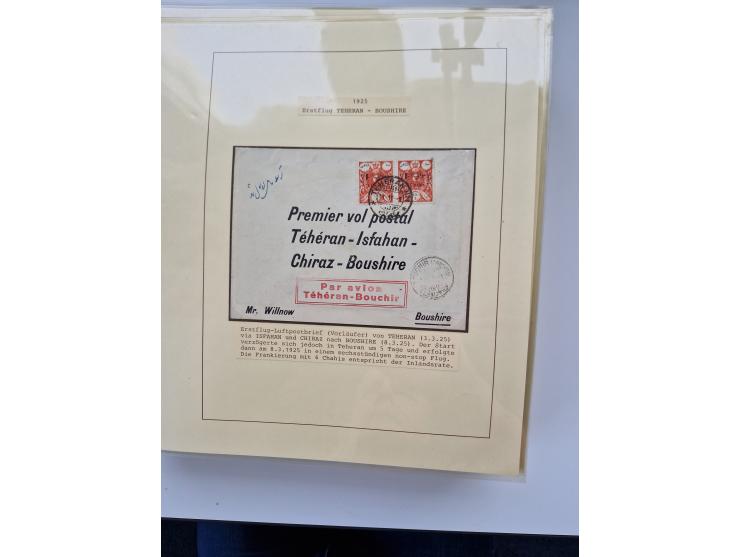 1925
Erstflug TEHERAN - BOUSHIRE
Premier vol postal
Téhéran - Isfahan -
Chiraz - Boushire
Par avion
Téhéran-Bouchir
Mr. Willnow
Boushire
Erstflug-Luftpostbrief (Vorläufer) von TEHERAN (3.3.25)
via ISFAHAN und CHIRAZ nach BOUSHIRE (8.3.25). Der Start
verzögerte sich jedoch in Teheran um 5 Tage und erfolgte
dann am 8.3.1925 in einem sechsstündigen non-stop Flug.
Die Frankierung mit 6 Chahis entspricht der Inlandsrate.